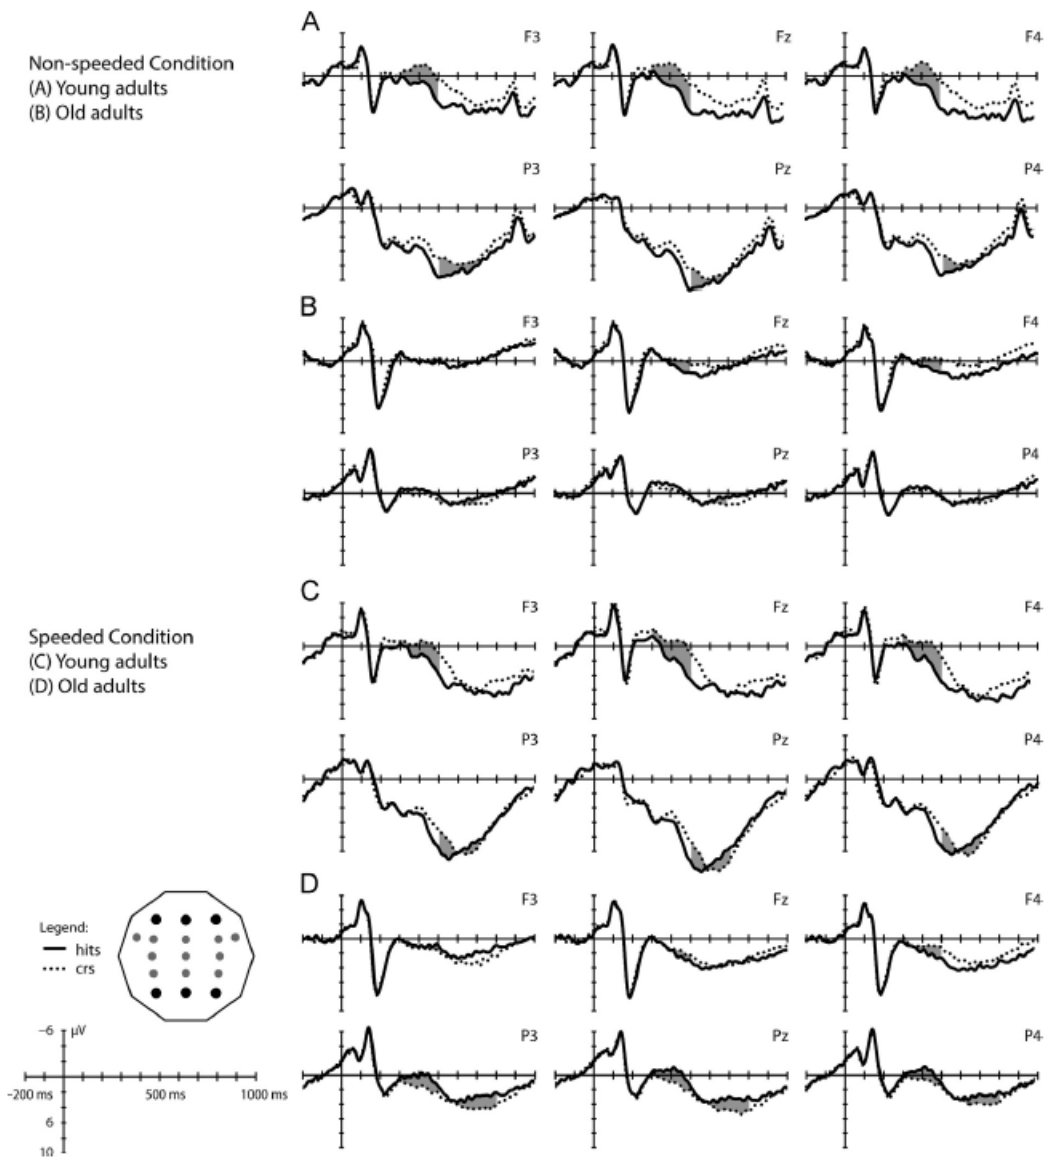 A
Non-speeded Condition
(A) Young adults
(B) Old adults
F3 Fz F4
P3 Pz P4
B
F3 Fz F4
P3 Pz P4
C
Speeded Condition
(C) Young adults
(D) Old adults
F3 Fz F4
P3 Pz P4
D
F3 Fz F4
Legend:
hits
crs
P3 Pz P4
−6 μV
−200 ms 500 ms 1000 ms
6
10